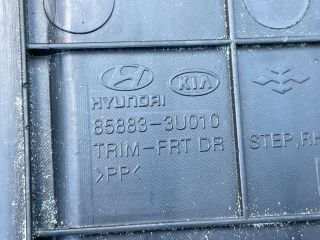 KIA
HYUNDAI
85883-3U010
TRIM-FRT DR
STEP, RH
>PP<